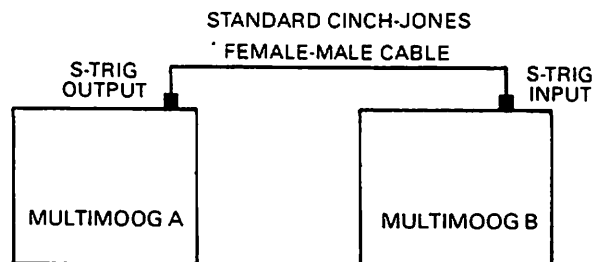 STANDARD CINCH-JONES
FEMALE-MALE CABLE
S-TRIG
OUTPUT
S-TRIG
INPUT
MULTIMOOG A
MULTIMOOG B